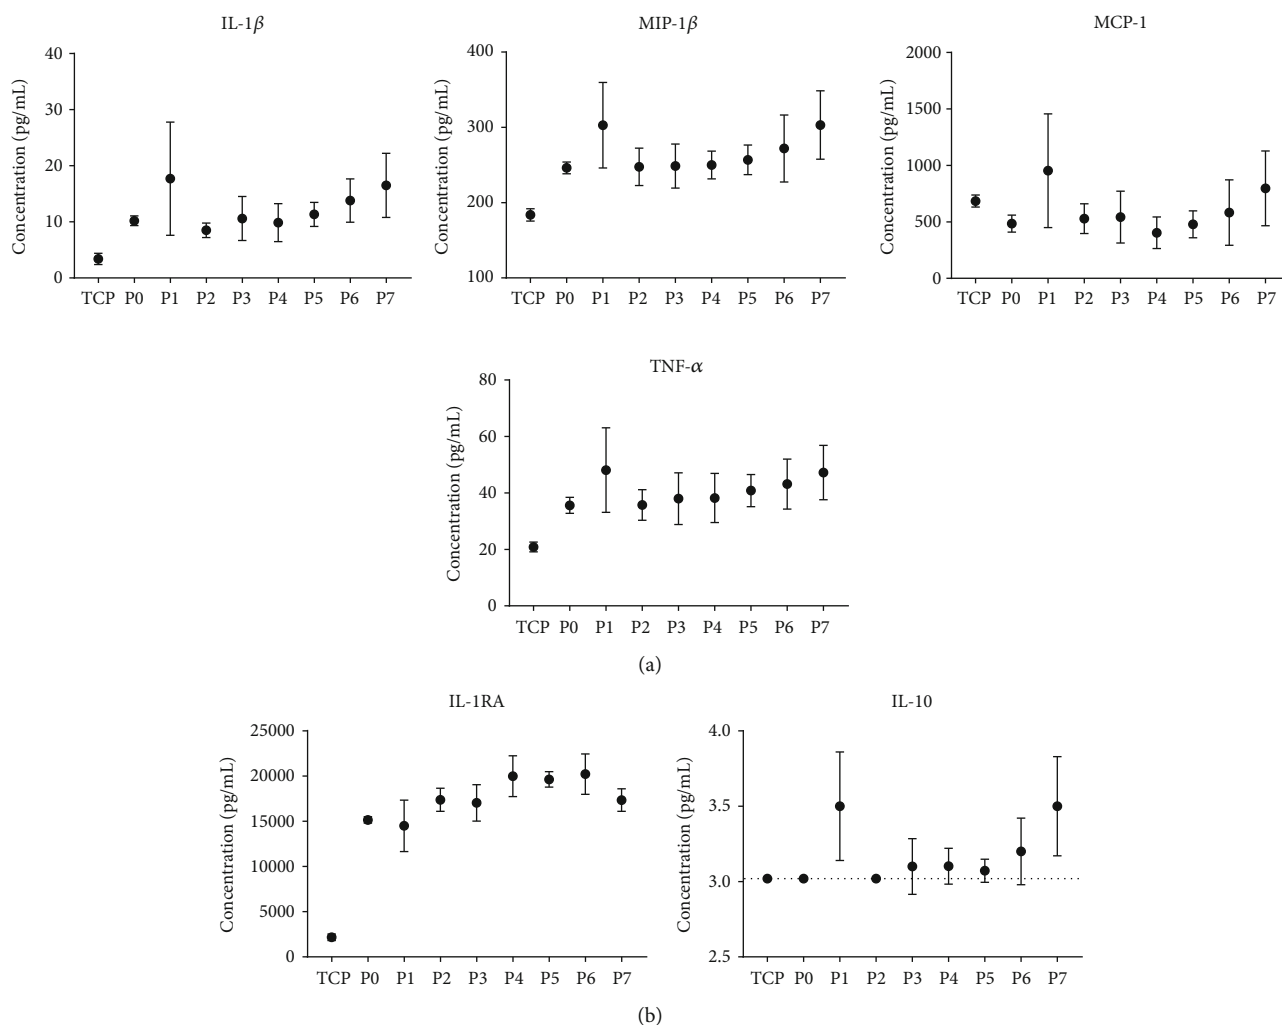 IL-1β
Concentration (pg/mL)
40
30
20
10
0
TCP P0 P1 P2 P3 P4 P5 P6 P7
MIP-1β
Concentration (pg/mL)
400
300
200
100
TCP P0 P1 P2 P3 P4 P5 P6 P7
MCP-1
Concentration (pg/mL)
2000
1500
1000
500
0
TCP P0 P1 P2 P3 P4 P5 P6 P7
TNF-α
Concentration (pg/mL)
80
60
40
20
0
TCP P0 P1 P2 P3 P4 P5 P6 P7
(a)
IL-1RA
Concentration (pg/mL)
25000
20000
15000
10000
5000
0
TCP P0 P1 P2 P3 P4 P5 P6 P7
IL-10
Concentration (pg/mL)
4.0
3.5
3.0
2.5
TCP P0 P1 P2 P3 P4 P5 P6 P7
(b)